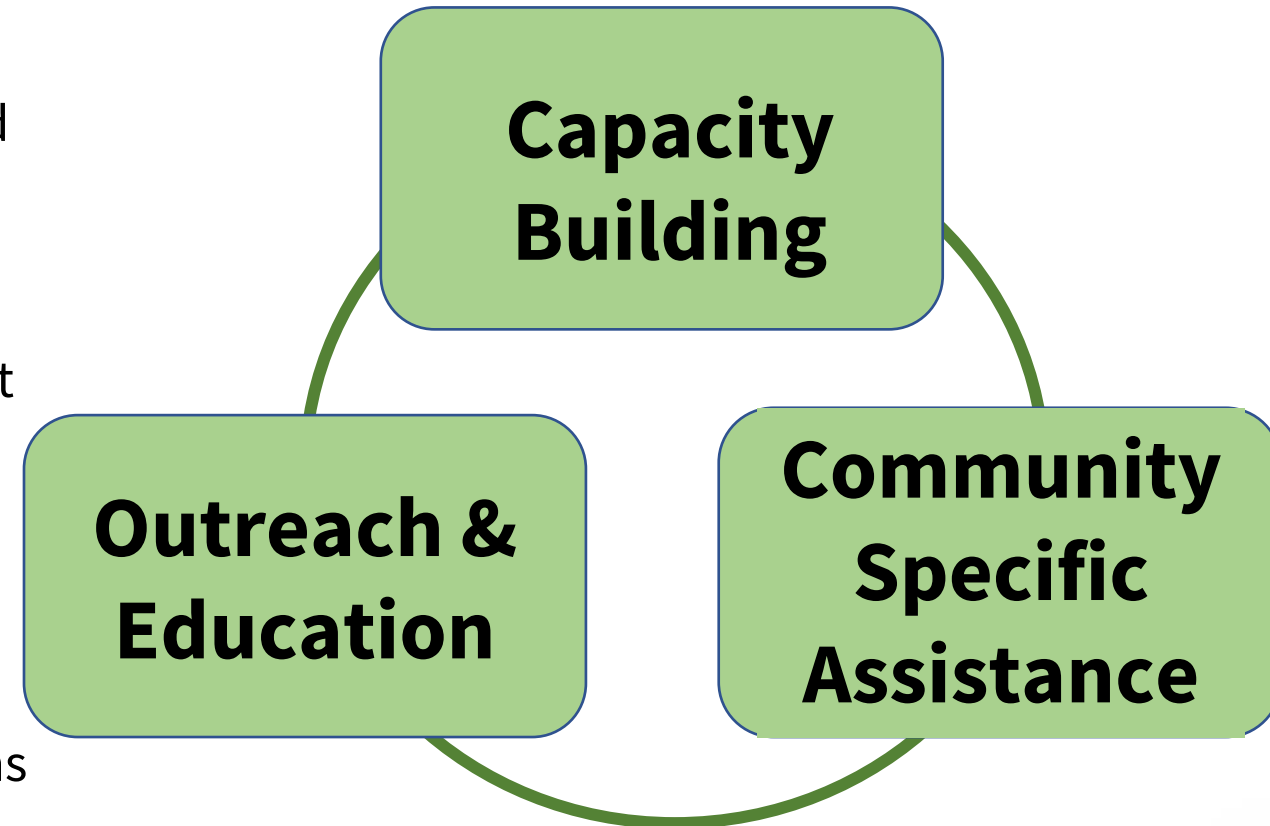 Capacity
Building
Outreach &
Education
Community
Specific
Assistance